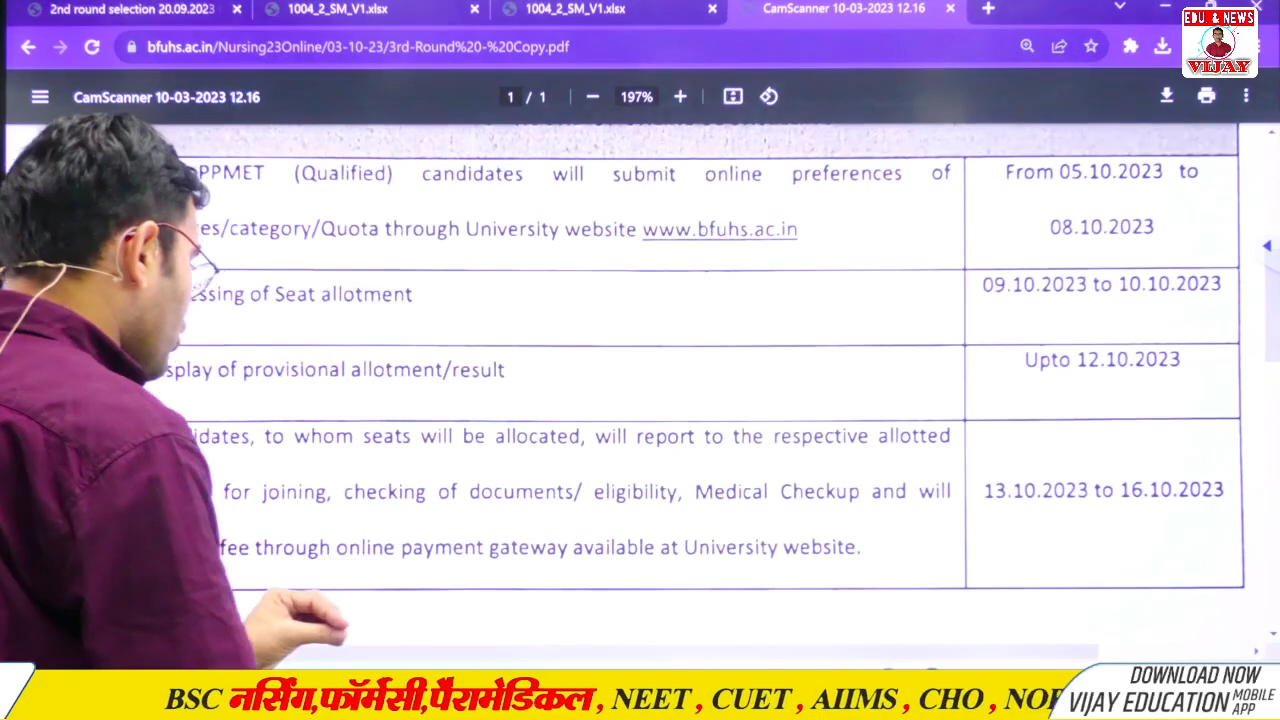 2nd round selection 20.09.2023
1004_2_SM_V1.xlsx
1004_2_SM_V1.xlsx
CamScanner 10-03-2023 12.16
EDU. & NEWS
VIJAY
bfuhs.ac.in/Nursing23Online/03-10-23/3rd-Round%20-%20Copy.pdf
CamScanner 10-03-2023 12.16
1 / 1
197%
PPMET (Qualified) candidates will submit online preferences of
From 05.10.2023 to
es/category/Quota through University website www.bfuhs.ac.in
08.10.2023
ssing of Seat allotment
09.10.2023 to 10.10.2023
splay of provisional allotment/result
Upto 12.10.2023
idates, to whom seats will be allocated, will report to the respective allotted
for joining, checking of documents/ eligibility, Medical Checkup and will
13.10.2023 to 16.10.2023
fee through online payment gateway available at University website.
BSC नर्सिंग,फॉर्मेसी,पैरामेडिकल , NEET , CUET , AIIMS , CHO , NOR
DOWNLOAD NOW
VIJAY EDUCATION MOBILE APP